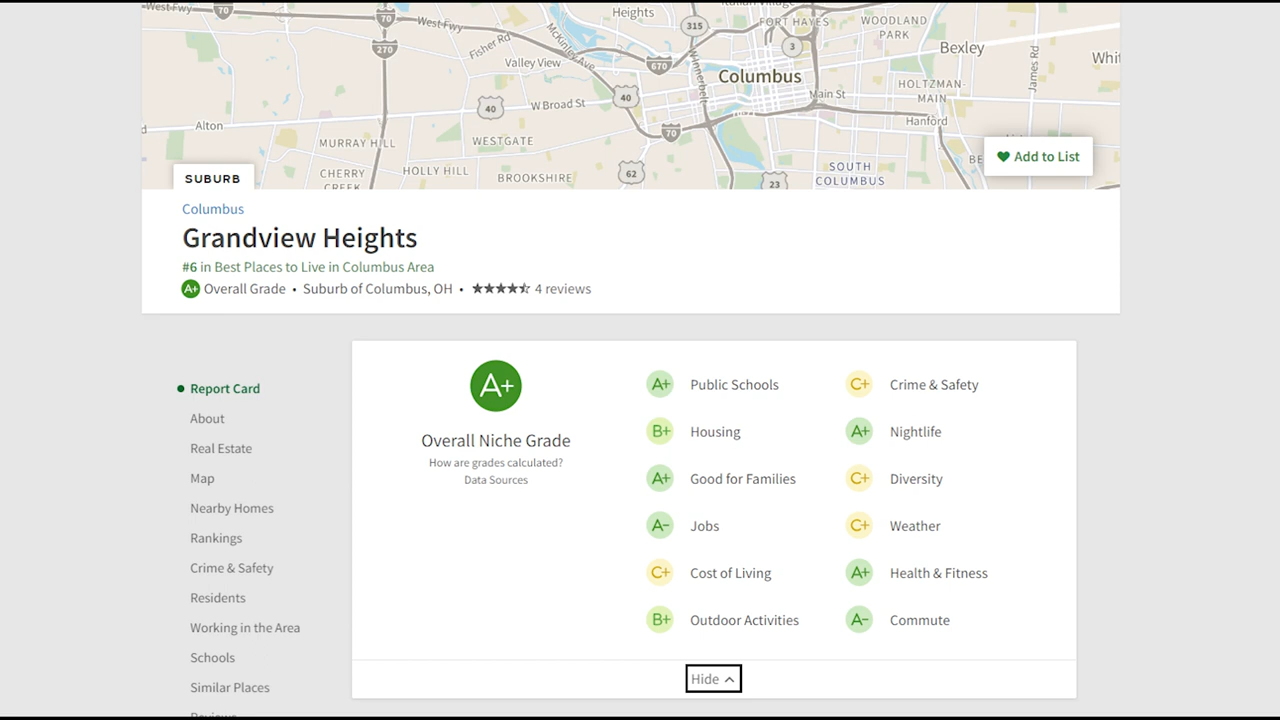 West Fwy
70
70
West Fwy
270
Fisher Rd
McKinley Ave
Valley View
Heights
315
670
FORT HAYES
3
WOODLAND
PARK
Bexley
James Rd
Columbus
HOLTZMAN-
MAIN
40
W Broad St
40
Main St
Alton
MURRAY HILL
WESTGATE
70
Hanford
CHERRY
CREEK
HOLLY HILL
BROOKSHIRE
62
23
SOUTH
COLUMBUS
Add to List
SUBURB
Columbus
Grandview Heights
#6 in Best Places to Live in Columbus Area
A+ Overall Grade • Suburb of Columbus, OH • 4 reviews
Report Card
About
Real Estate
Map
Nearby Homes
Rankings
Crime & Safety
Residents
Working in the Area
Schools
Similar Places
A+
Overall Niche Grade
How are grades calculated?
Data Sources
A+ Public Schools
B+ Housing
A+ Good for Families
A- Jobs
C+ Cost of Living
B+ Outdoor Activities
C+ Crime & Safety
A+ Nightlife
C+ Diversity
C+ Weather
A+ Health & Fitness
A- Commute
Hide